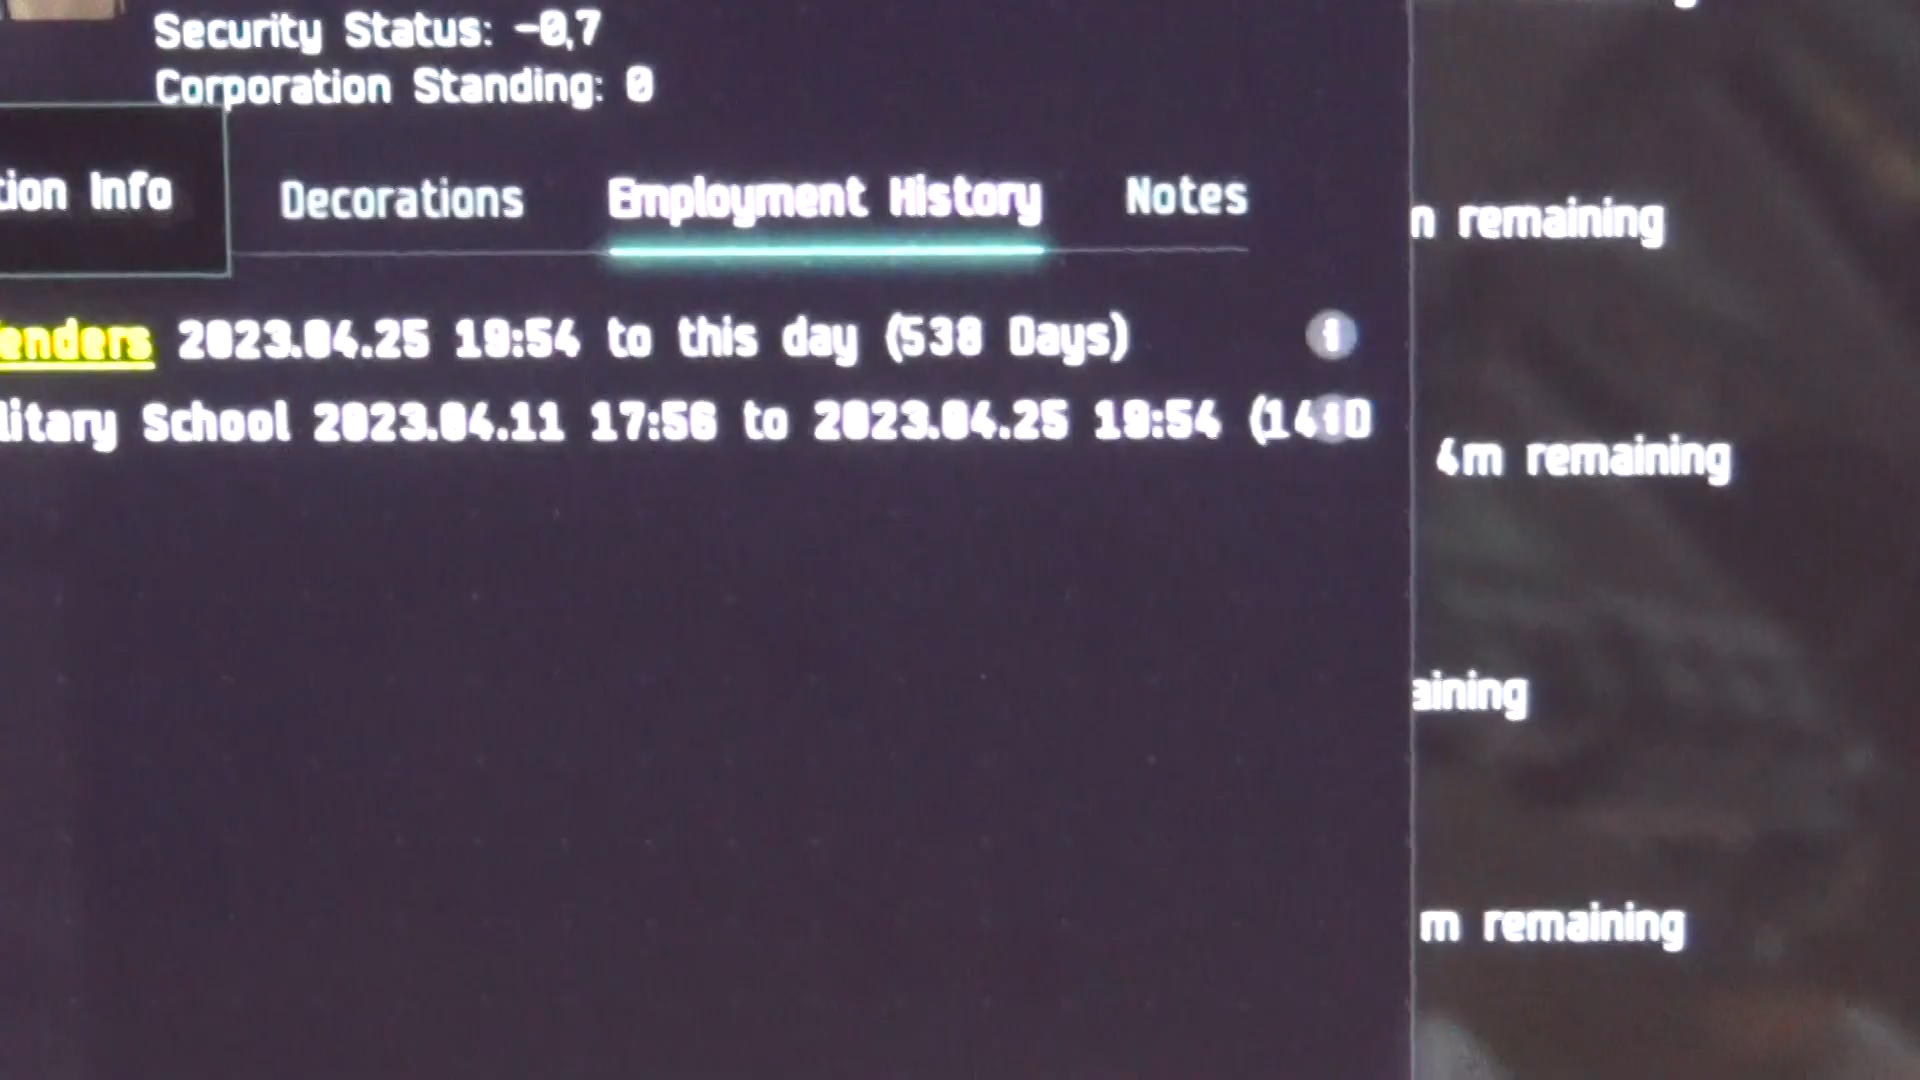 Security Status: -0,7
Corporation Standing: 0
tion Info
Decorations
Employment History
Notes
enders 2023.04.25 19:54 to this day (538 Days)
litary School 2023.04.11 17:56 to 2023.04.25 19:54 (14
n remaining
4m remaining
aining
m remaining